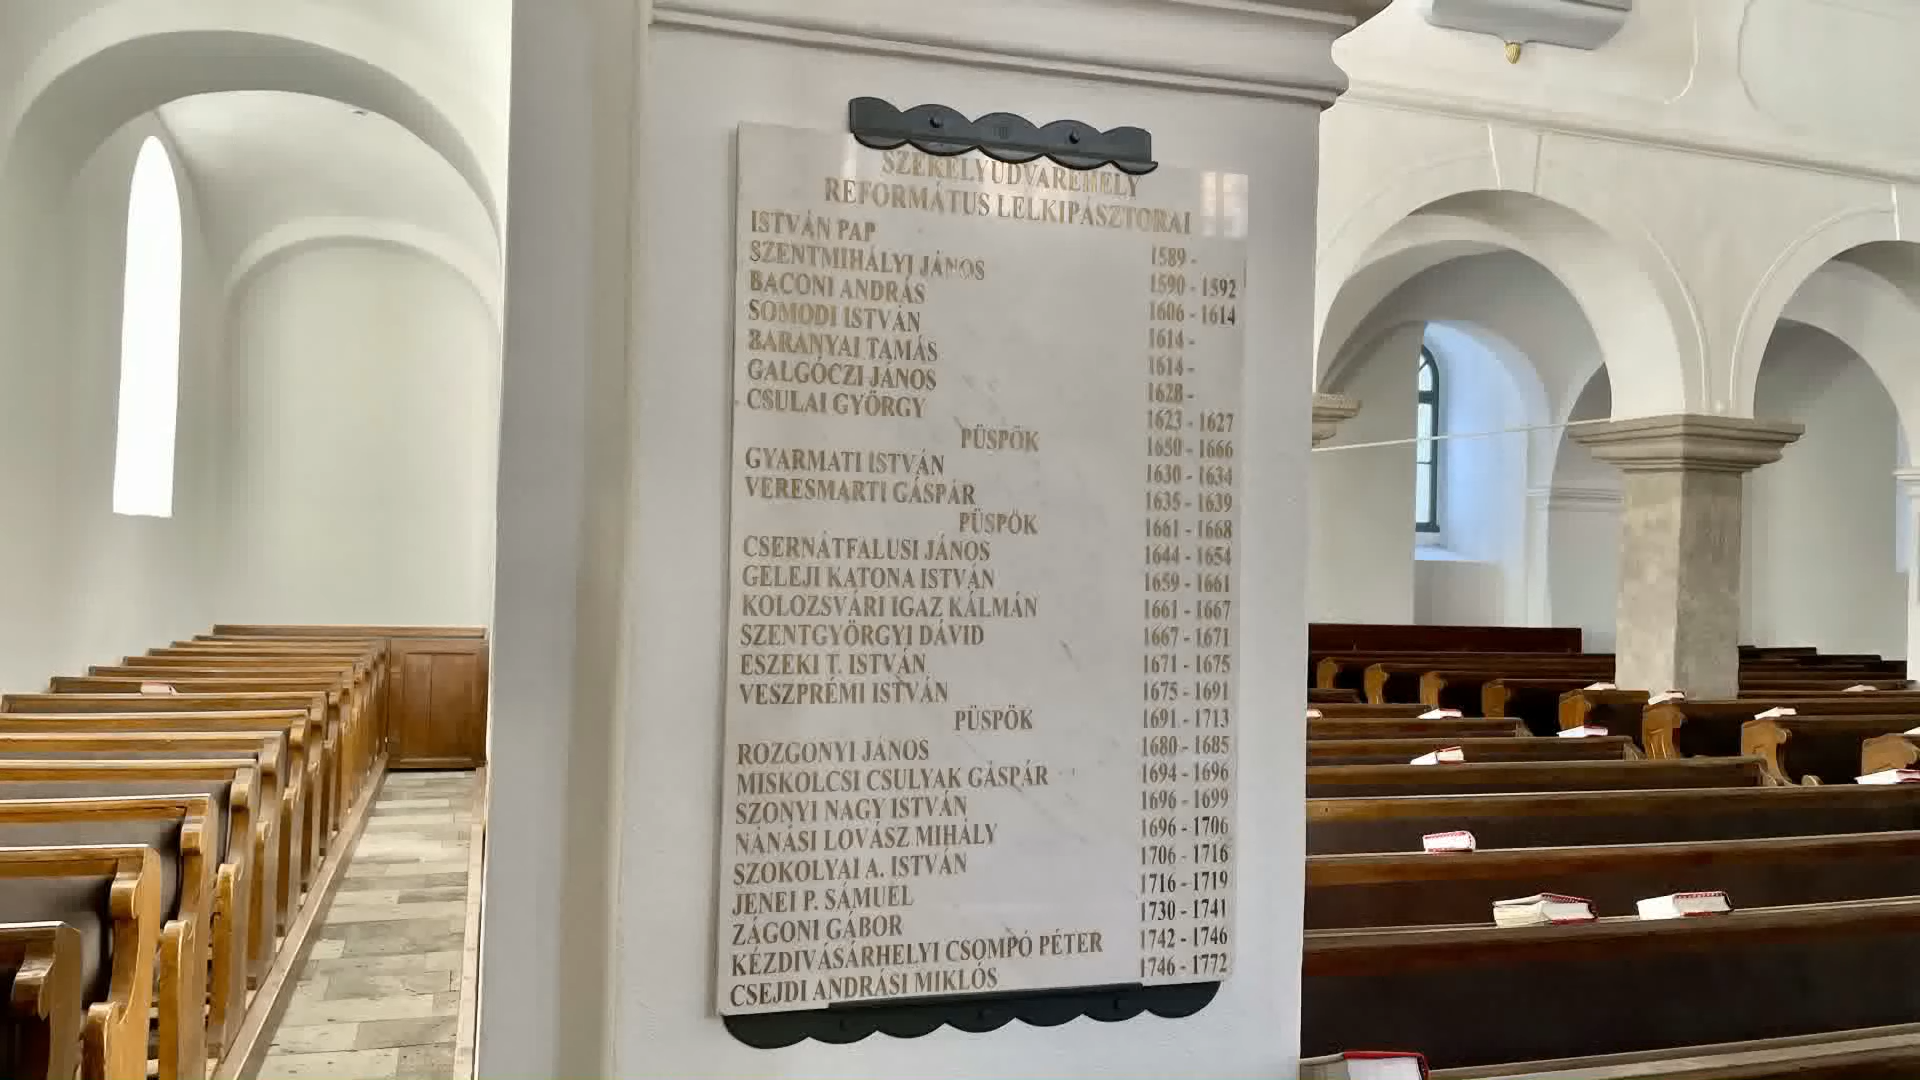 SZÉKELYUDVARHELY
REFORMÁTUS LELKIPÁSZTORAI
ISTVÁN PAP 1589 -
SZENTMIHÁLYI JÁNOS 1590 - 1592
BACONI ANDRÁS 1606 - 1614
SOMODI ISTVÁN 1614 -
BARANYAI TAMÁS 1614 -
GALGÓCZI JÁNOS 1628 -
CSULAI GYÖRGY 1623 - 1627
PÜSPÖK 1650 - 1666
GYARMATI ISTVÁN 1630 - 1634
VERESMARTI GÁSPÁR 1635 - 1639
PÜSPÖK 1661 - 1668
CSERNÁTFALUSI JÁNOS 1644 - 1654
GELEJI KATONA ISTVÁN 1659 - 1661
KOLOZSVÁRI IGAZ KÁLMÁN 1661 - 1667
SZENTGYÖRGYI DÁVID 1667 - 1671
ESZEKI T. ISTVÁN 1671 - 1675
VESZPRÉMI ISTVÁN 1675 - 1691
PÜSPÖK 1691 - 1713
ROZGONYI JÁNOS 1680 - 1685
MISKOLCSI CSULYAK GÁSPÁR 1694 - 1696
SZONYI NAGY ISTVÁN 1696 - 1699
NÁNÁSI LOVÁSZ MIHÁLY 1696 - 1706
SZOKOLYAI A. ISTVÁN 1706 - 1716
JENEI P. SÁMUEL 1716 - 1719
ZÁGONI GÁBOR 1730 - 1741
KÉZDIVÁSÁRHELYI CSOMPÓ PÉTER 1742 - 1746
CSEJDI ANDRÁSI MIKLÓS 1746 - 1772